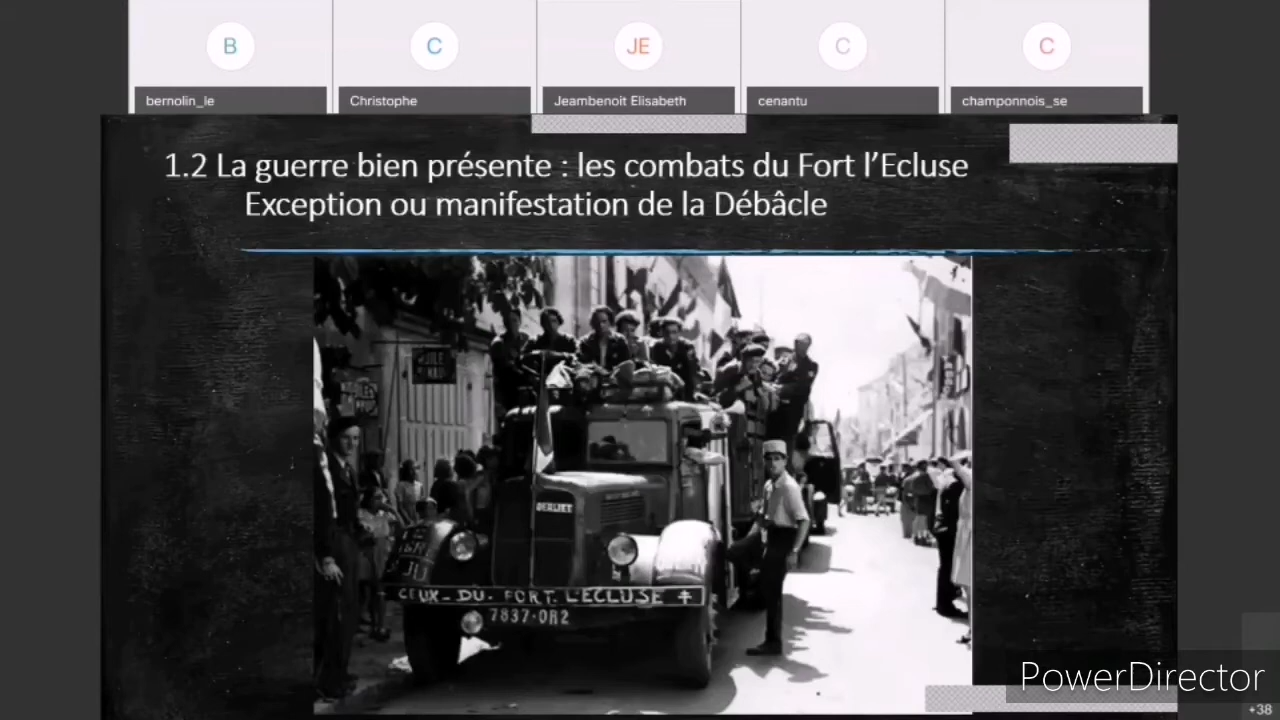 B
C
JE
C
C
bernolin_le
Christophe
Jeambenoit Elisabeth
cenantu
champonnois_se
1.2 La guerre bien présente : les combats du Fort l’Ecluse
Exception ou manifestation de la Débâcle
BERLIET
CEUX-DU. FORT. L'ECLUSE ‡
7837·OR2
PowerDirector
+38